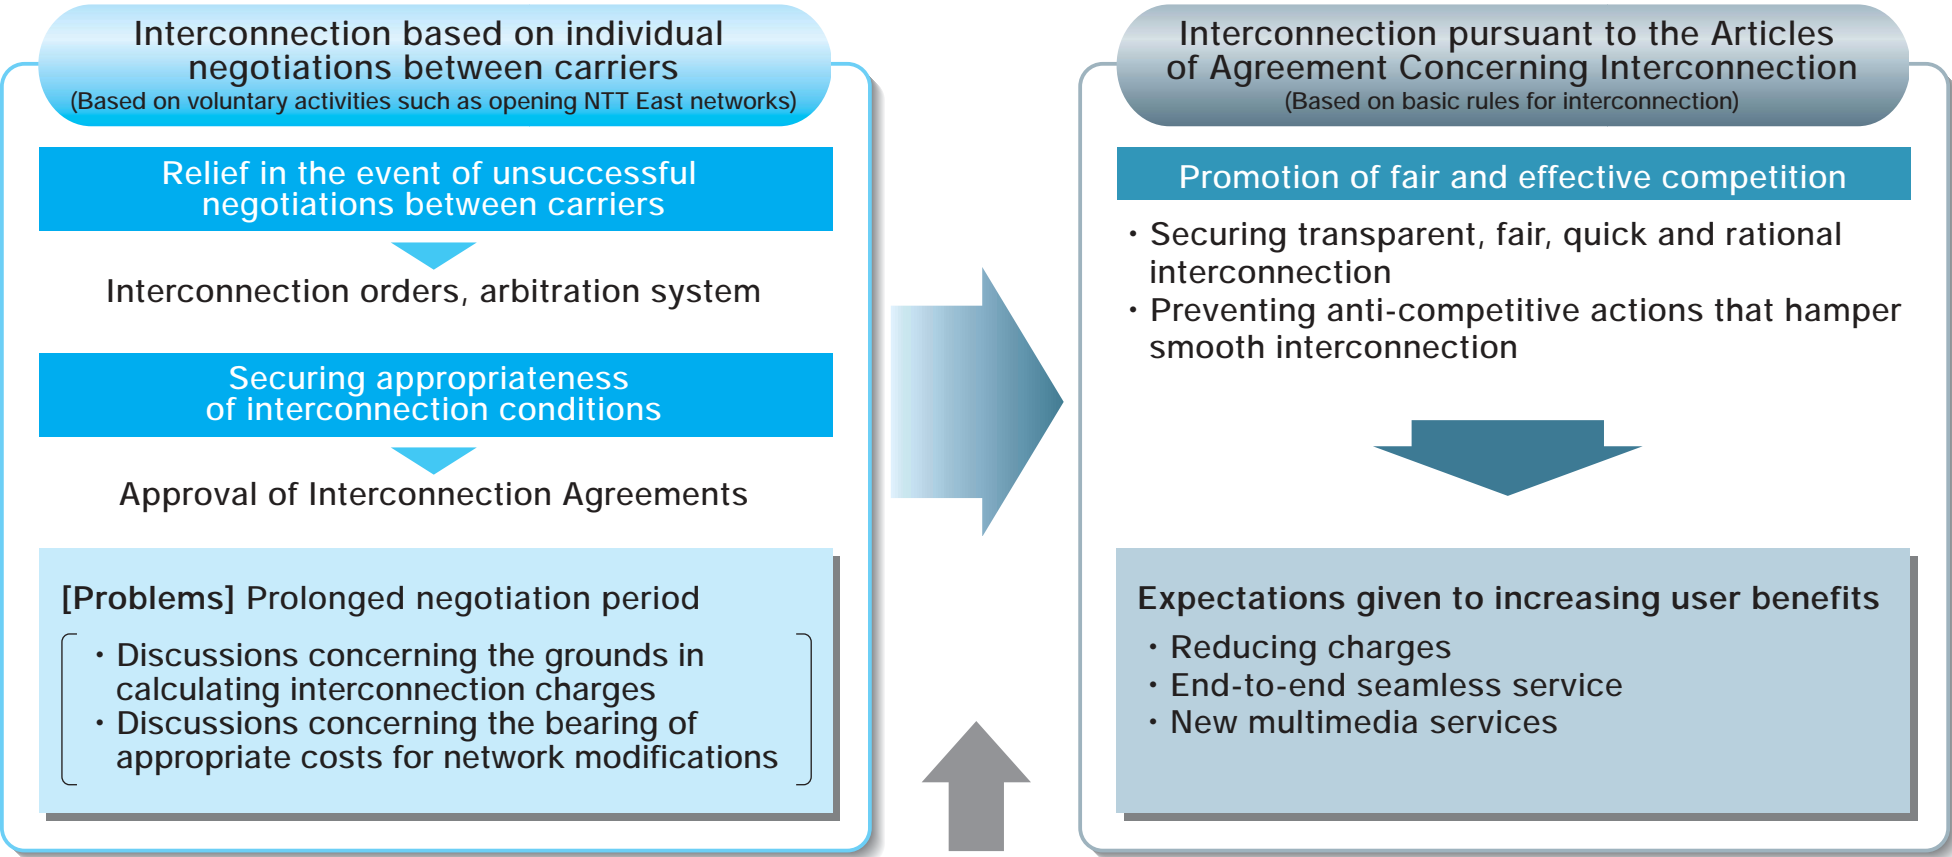 Interconnection based on individual
negotiations between carriers
(Based on voluntary activities such as opening NTT East networks)
Relief in the event of unsuccessful
negotiations between carriers
Interconnection orders, arbitration system
Securing appropriateness
of interconnection conditions
Approval of Interconnection Agreements
[Problems] Prolonged negotiation period
・Discussions concerning the grounds in
calculating interconnection charges
・Discussions concerning the bearing of
appropriate costs for network modifications
Interconnection pursuant to the Articles
of Agreement Concerning Interconnection
(Based on basic rules for interconnection)
Promotion of fair and effective competition
・Securing transparent, fair, quick and rational
interconnection
・Preventing anti-competitive actions that hamper
smooth interconnection
Expectations given to increasing user benefits
・Reducing charges
・End-to-end seamless service
・New multimedia services